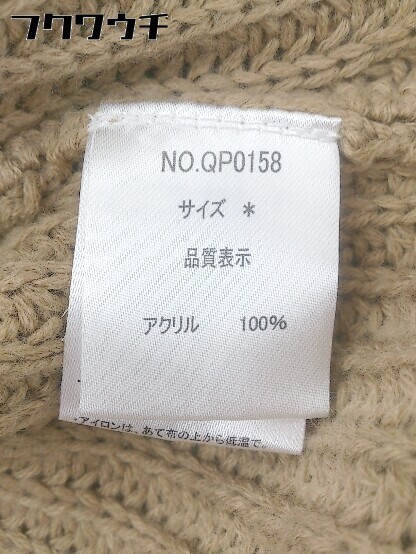 フクワウチ
NO.QP0158
サイズ *
品質表示
アクリル 100%
アイロンは、あて布の上から低温で